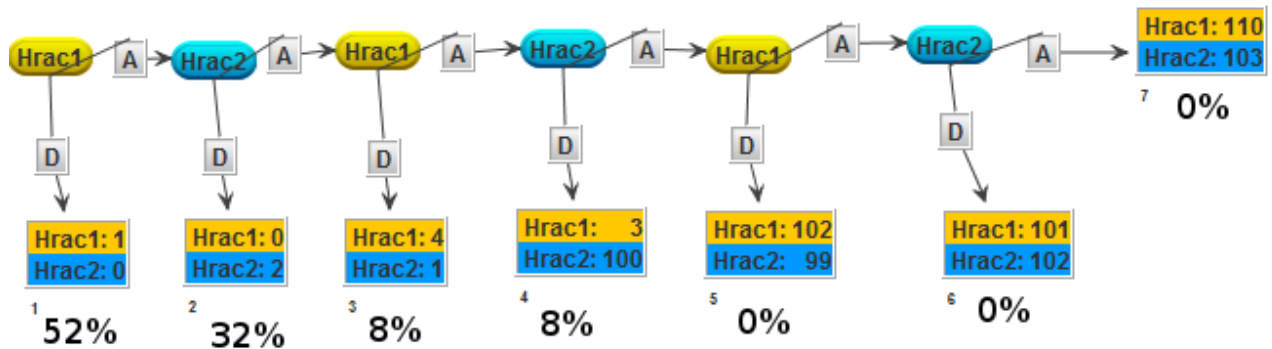 Hrac1 A Hrac2 A Hrac1 A Hrac2 A Hrac1 A Hrac2 A
Hrac1: 110
Hrac2: 103
7 0%
D D D D D D
Hrac1: 1
Hrac2: 0
1 52%
Hrac1: 0
Hrac2: 2
2 32%
Hrac1: 4
Hrac2: 1
3 8%
Hrac1: 3
Hrac2: 100
4 8%
Hrac1: 102
Hrac2: 99
5 0%
Hrac1: 101
Hrac2: 102
6 0%